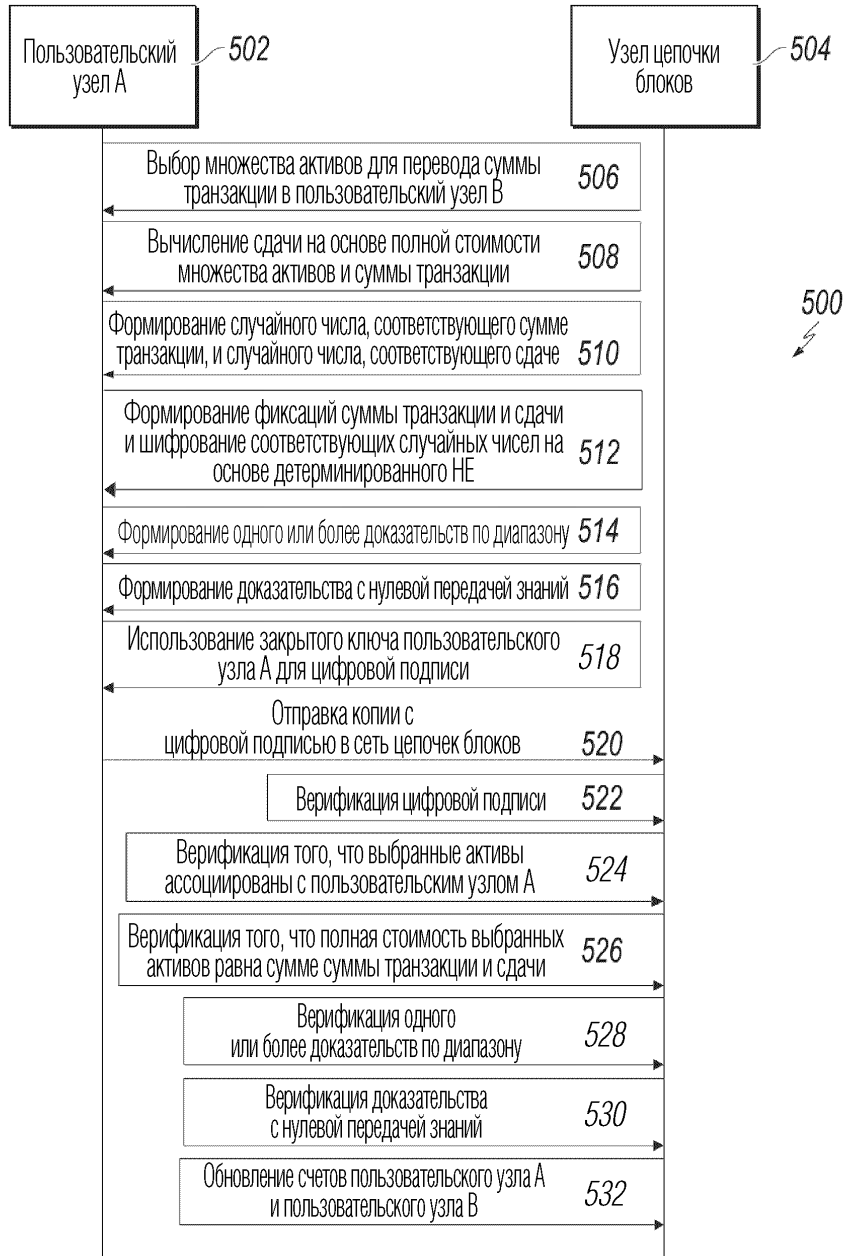 Пользовательский
узел A
502
Узел цепочки
блоков
504
Выбор множества активов для перевода суммы
транзакции в пользовательский узел B
506
Вычисление сдачи на основе полной стоимости
множества активов и суммы транзакции
508
500
Формирование случайного числа, соответствующего сумме
транзакции, и случайного числа, соответствующего сдаче
510
Формирование фиксаций суммы транзакции и сдачи
и шифрование соответствующих случайных чисел на
основе детерминированного HE
512
Формирование одного или более доказательств по диапазону 514
Формирование доказательства с нулевой передачей знаний 516
Использование закрытого ключа пользовательского
узла A для цифровой подписи
518
Отправка копии с
цифровой подписью в сеть цепочек блоков 520
Верификация цифровой подписи 522
Верификация того, что выбранные активы
ассоциированы с пользовательским узлом A
524
Верификация того, что полная стоимость выбранных
активов равна сумме суммы транзакции и сдачи
526
Верификация одного
или более доказательств по диапазону
528
Верификация доказательства
с нулевой передачей знаний
530
Обновление счетов пользовательского узла A
и пользовательского узла B
532